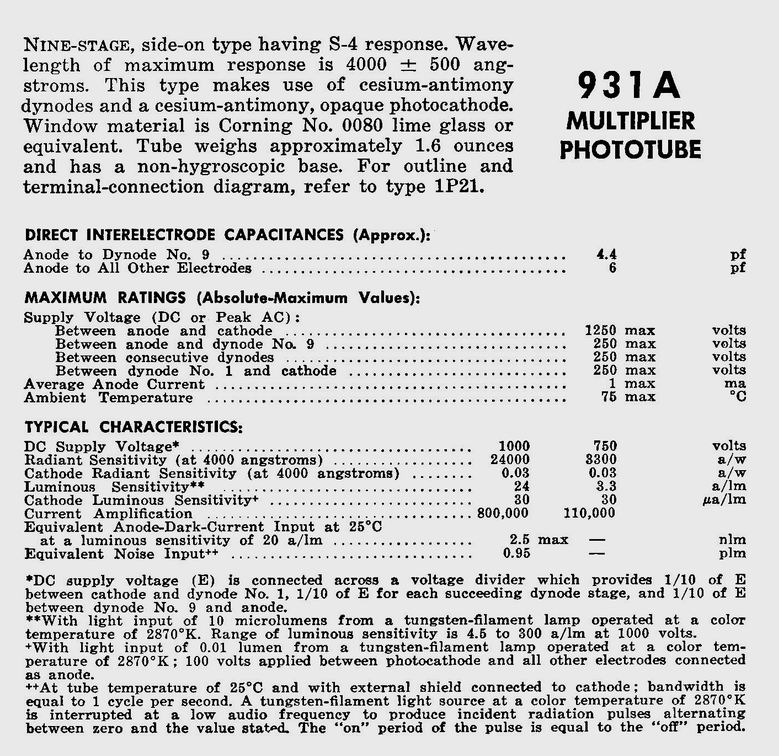 NINE-STAGE, side-on type having S-4 response. Wave-
length of maximum response is 4000 ± 500 ang-
stroms. This type makes use of cesium-antimony
dynodes and a cesium-antimony, opaque photocathode.
Window material is Corning No. 0080 lime glass or
equivalent. Tube weighs approximately 1.6 ounces
and has a non-hygroscopic base. For outline and
terminal-connection diagram, refer to type 1P21.
931A
MULTIPLIER
PHOTOTUBE
DIRECT INTERELECTRODE CAPACITANCES (Approx.):
Anode to Dynode No. 9 ........................................ 4.4 pf
Anode to All Other Electrodes ................................... 6 pf
MAXIMUM RATINGS (Absolute-Maximum Values):
Supply Voltage (DC or Peak AC):
Between anode and cathode ................................ 1250 max volts
Between anode and dynode No. 9 ............................ 250 max volts
Between consecutive dynodes ................................ 250 max volts
Between dynode No. 1 and cathode .......................... 250 max volts
Average Anode Current ......................................... 1 max ma
Ambient Temperature .......................................... 75 max °C
TYPICAL CHARACTERISTICS:
DC Supply Voltage* ................................ 1000 750 volts
Radiant Sensitivity (at 4000 angstroms) ................ 24000 8300 a/w
Cathode Radiant Sensitivity (at 4000 angstroms) ........ 0.03 0.03 a/w
Luminous Sensitivity** ............................... 24 3.3 a/lm
Cathode Luminous Sensitivity+ ........................ 30 30 μa/lm
Current Amplification ................................ 800,000 110,000
Equivalent Anode-Dark-Current Input at 25°C
at a luminous sensitivity of 20 a/lm ................ 2.5 max — nlm
Equivalent Noise Input++ ............................ 0.95 — plm
*DC supply voltage (E) is connected across a voltage divider which provides 1/10 of E
between cathode and dynode No. 1, 1/10 of E for each succeeding dynode stage, and 1/10 of E
between dynode No. 9 and anode.
**With light input of 10 microlumens from a tungsten-filament lamp operated at a color
temperature of 2870°K. Range of luminous sensitivity is 4.5 to 300 a/lm at 1000 volts.
+With light input of 0.01 lumen from a tungsten-filament lamp operated at a color tem-
perature of 2870°K; 100 volts applied between photocathode and all other electrodes connected
as anode.
++At tube temperature of 25°C and with external shield connected to cathode; bandwidth is
equal to 1 cycle per second. A tungsten-filament light source at a color temperature of 2870°K
is interrupted at a low audio frequency to produce incident radiation pulses alternating
between zero and the value stated. The "on" period of the pulse is equal to the "off" period.